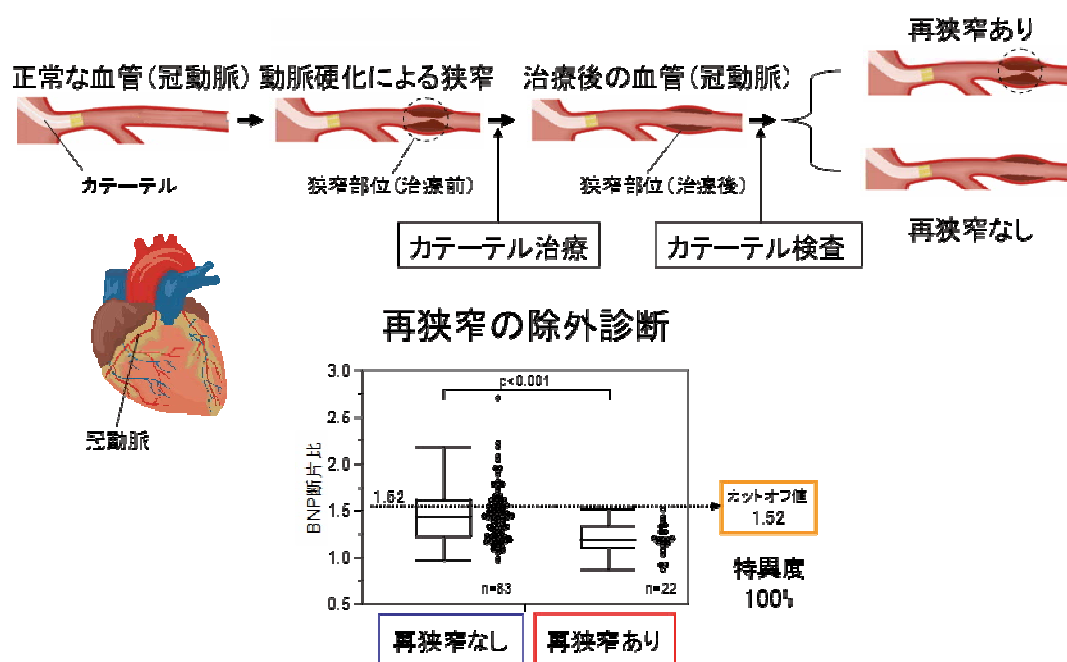 再狭窄あり
正常な血管(冠動脈) 動脈硬化による狭窄 治療後の血管(冠動脈)
カテーテル
狭窄部位(治療前)
狭窄部位(治療後)
再狭窄なし
カテーテル治療
カテーテル検査
冠動脈
再狭窄の除外診断
3.0
2.5
2.0
1.5
1.0
0.5
BNP断片比
p<0.001
1.52
カットオフ値
1.52
特異度
100%
n=83
n=22
再狭窄なし
再狭窄あり